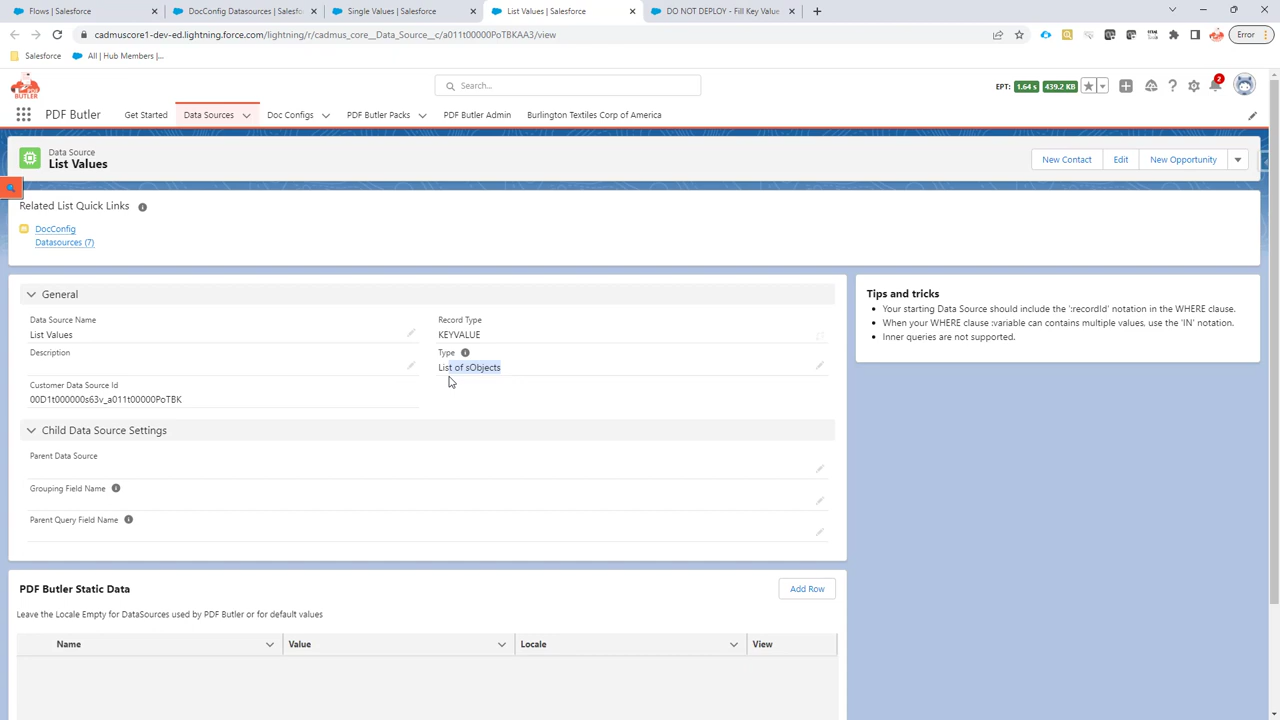 Flows | Salesforce
DocConfig Datasources | Salesfo
Single Values | Salesforce
List Values | Salesforce
DO NOT DEPLOY - Fill Key Value
cadmuscore1-dev-ed.lightning.force.com/lightning/r/cadmus_core__Data_Source__c/a011t00000PoTBKAA3/view
Error
Salesforce
All | Hub Members |...
PDF BUTLER
Search...
EPT: 1.64 s 439.2 KB
2
PDF Butler
Get Started
Data Sources
Doc Configs
PDF Butler Packs
PDF Butler Admin
Burlington Textiles Corp of America
Data Source
List Values
New Contact
Edit
New Opportunity
Related List Quick Links
DocConfig
Datasources (7)
General
Data Source Name
List Values
Record Type
KEYVALUE
Description
Type
List of sObjects
Customer Data Source Id
00D1t000000s63v_a011t00000PoTBK
Child Data Source Settings
Parent Data Source
Grouping Field Name
Parent Query Field Name
Tips and tricks
Your starting Data Source should include the ':recordId' notation in the WHERE clause.
When your WHERE clause :variable can contains multiple values, use the 'IN' notation.
Inner queries are not supported.
PDF Butler Static Data
Add Row
Leave the Locale Empty for DataSources used by PDF Butler or for default values
Name
Value
Locale
View